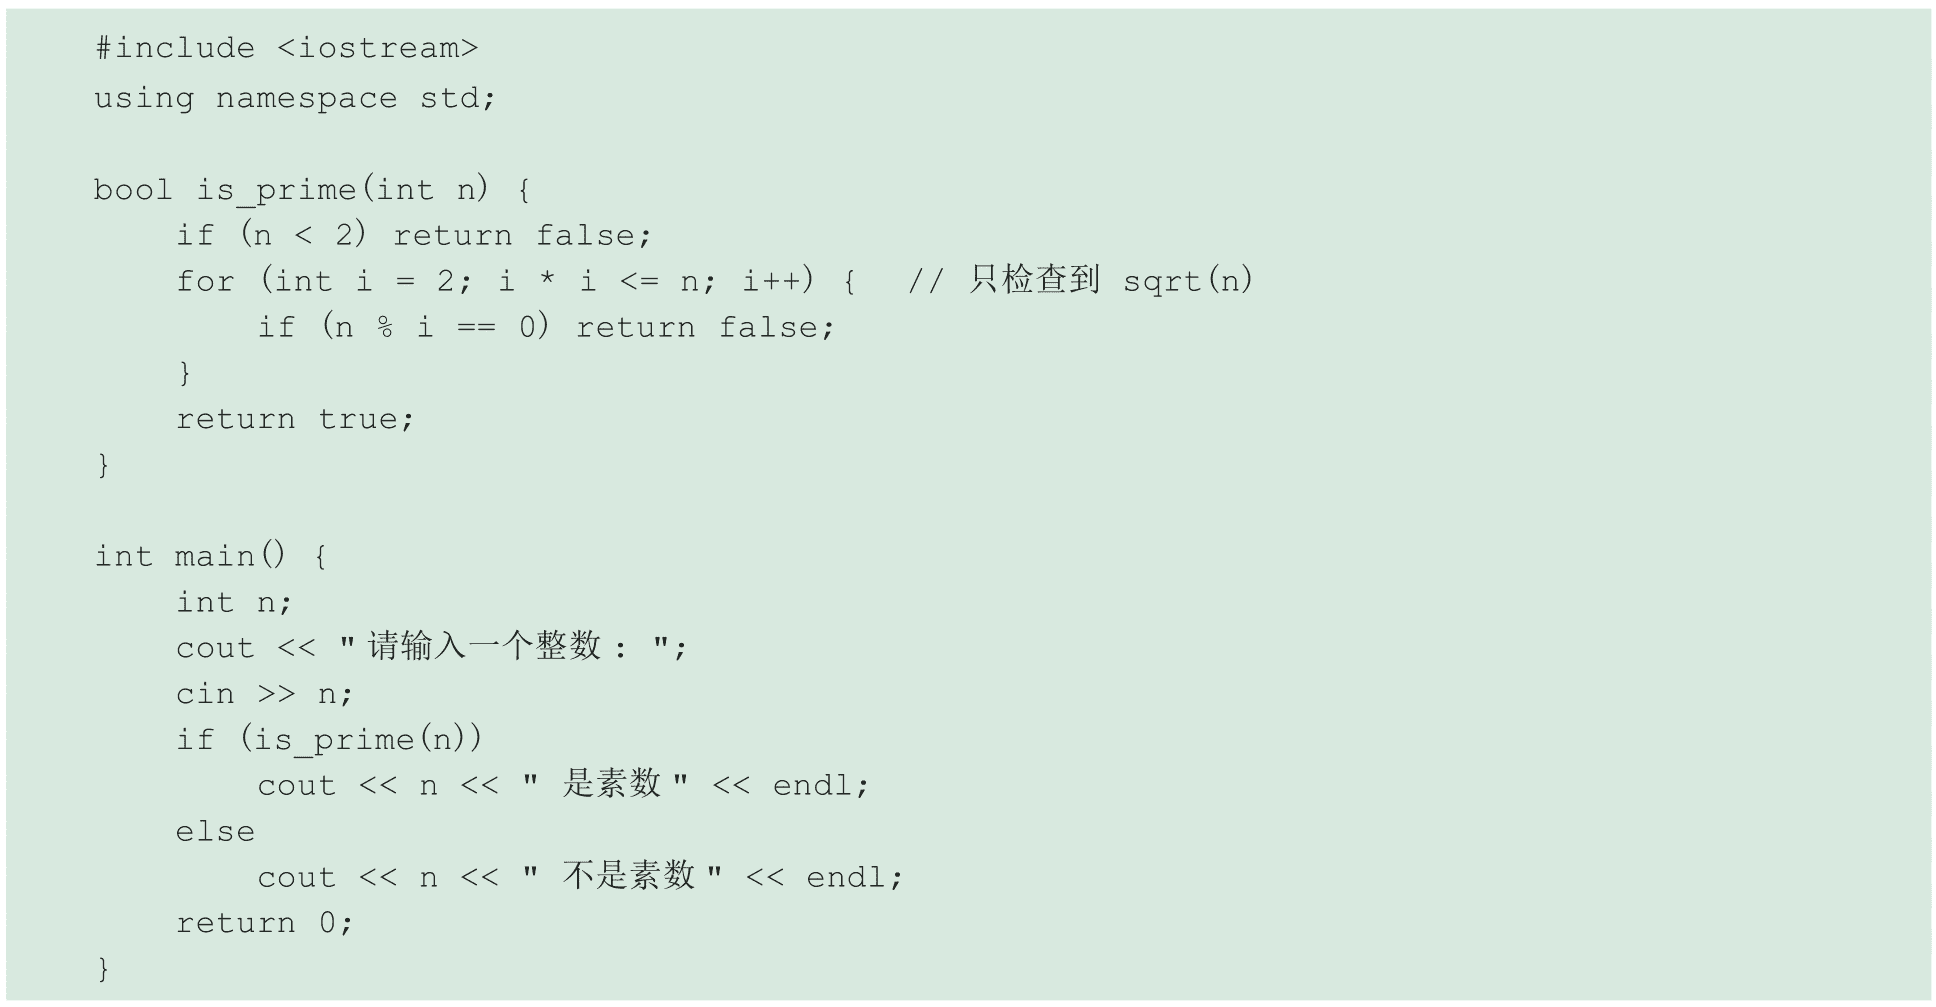 #include <iostream>
using namespace std;

bool is_prime(int n) {
    if (n < 2) return false;
    for (int i = 2; i * i <= n; i++) {  // 只检查到 sqrt(n)
        if (n % i == 0) return false;
    }
    return true;
}

int main() {
    int n;
    cout << "请输入一个整数: ";
    cin >> n;
    if (is_prime(n))
        cout << n << " 是素数" << endl;
    else
        cout << n << " 不是素数" << endl;
    return 0;
}